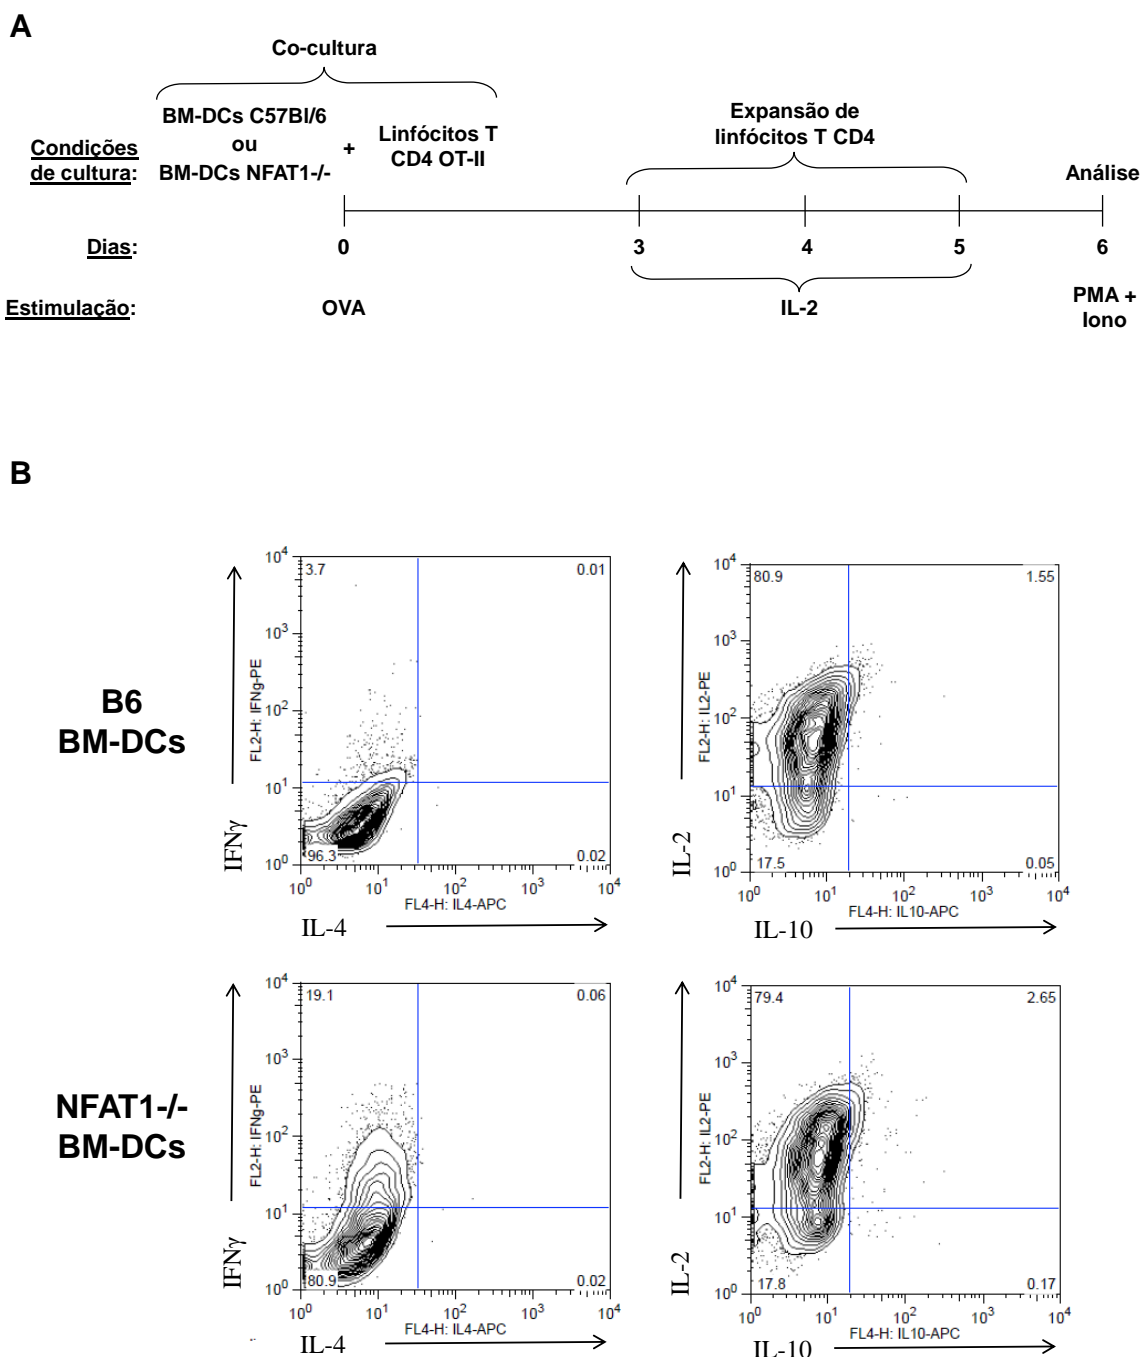 A
Co-cultura
Condições de cultura:
BM-DCs C57Bl/6
ou
BM-DCs NFAT1-/-
+
Linfócitos T
CD4 OT-II
Expansão de
linfócitos T CD4
Análise
Dias:
0
3
4
5
6
Estimulação:
OVA
IL-2
PMA +
Iono
B
B6
BM-DCs
10⁴
10³
10²
10¹
10⁰
3.7
0.01
96.3
0.02
FL2-H: IFNg-PE
IFNγ
10⁰
10¹
10²
10³
10⁴
FL4-H: IL4-APC
IL-4
10⁴
10³
10²
10¹
10⁰
80.9
1.55
17.5
0.05
FL2-H: IL2-PE
IL-2
10⁰
10¹
10²
10³
10⁴
FL4-H: IL10-APC
IL-10
NFAT1-/-
BM-DCs
10⁴
10³
10²
10¹
10⁰
19.1
0.06
80.9
0.02
FL2-H: IFNg-PE
IFNγ
10⁰
10¹
10²
10³
10⁴
FL4-H: IL4-APC
IL-4
10⁴
10³
10²
10¹
10⁰
79.4
2.65
17.8
0.17
FL2-H: IL2-PE
IL-2
10⁰
10¹
10²
10³
10⁴
FL4-H: IL10-APC
IL-10